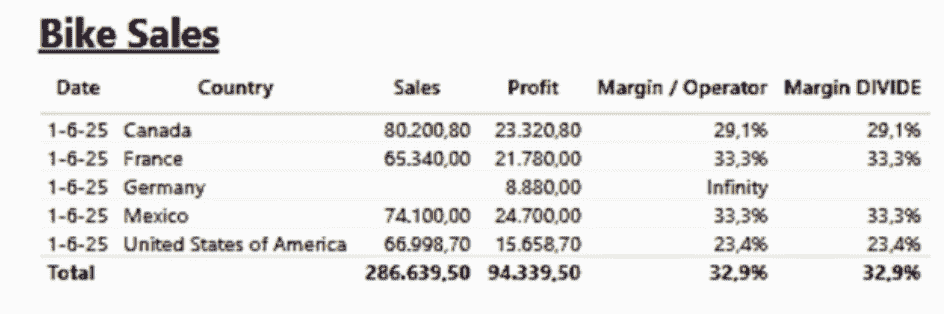 Bike Sales
Date Country Sales Profit Margin / Operator Margin DIVIDE
1-6-25 Canada 80.200,80 23.320,80 29,1% 29,1%
1-6-25 France 65.340,00 21.780,00 33,3% 33,3%
1-6-25 Germany 8.880,00 Infinity
1-6-25 Mexico 74.100,00 24.700,00 33,3% 33,3%
1-6-25 United States of America 66.998,70 15.658,70 23,4% 23,4%
Total 286.639,50 94.339,50 32,9% 32,9%